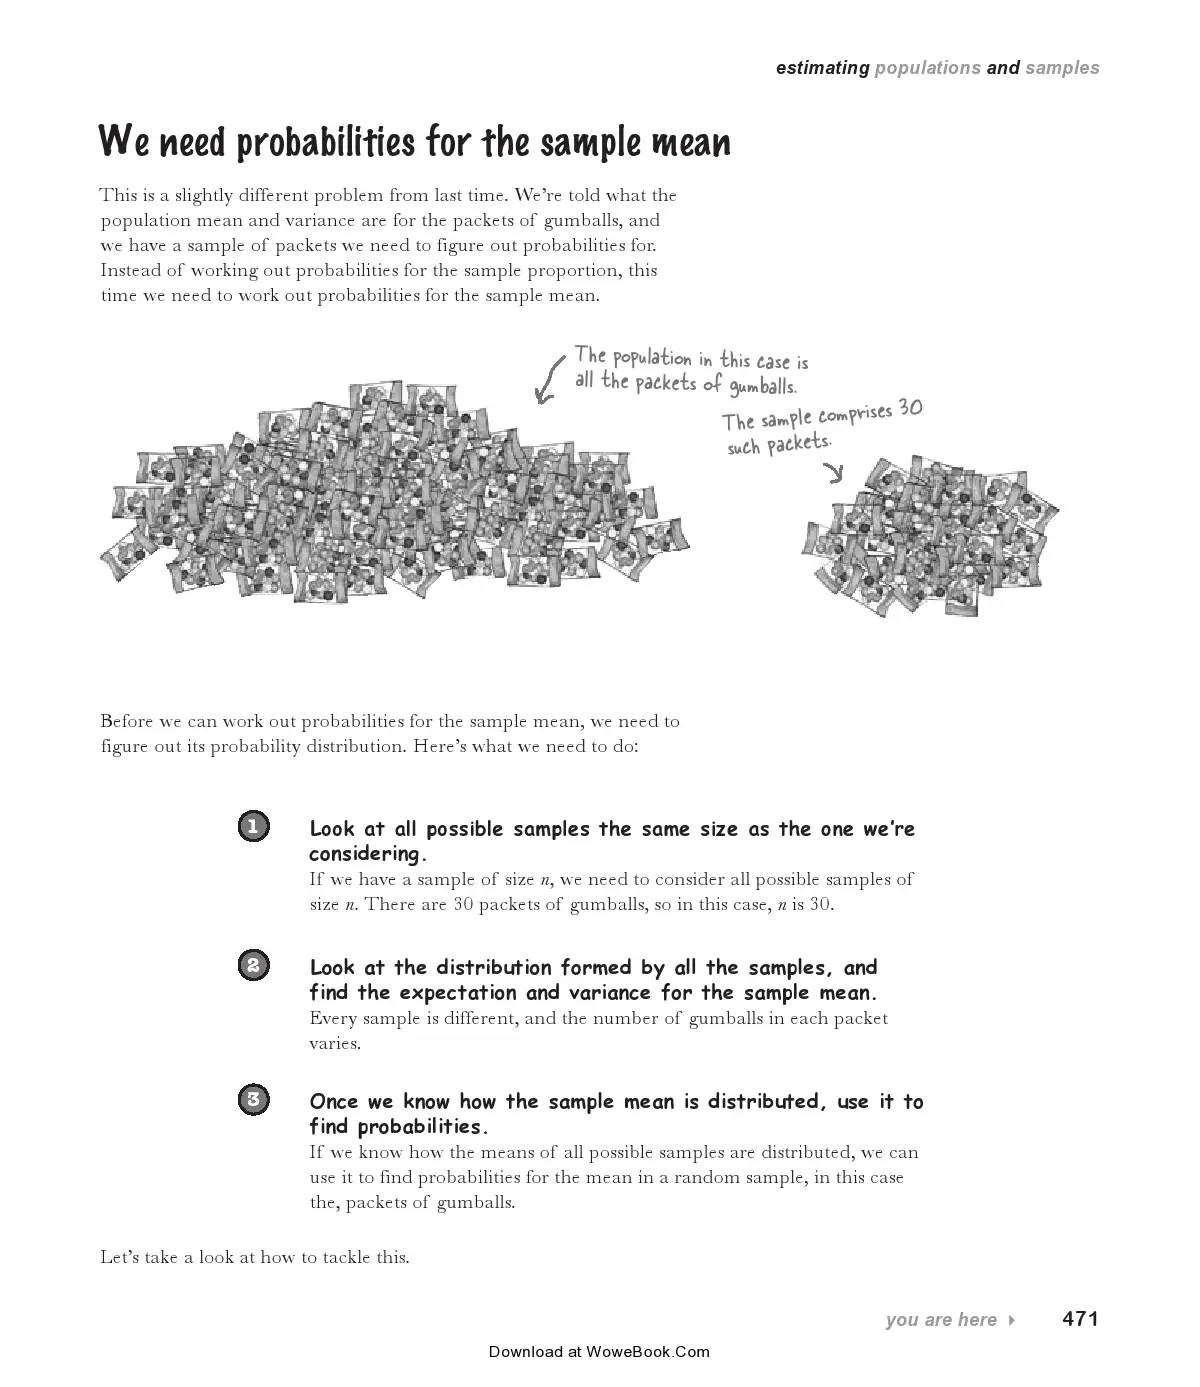 estimating populations and samples
We need probabilities for the sample mean
This is a slightly different problem from last time. We're told what the
population mean and variance are for the packets of gumballs, and
we have a sample of packets we need to figure out probabilities for.
Instead of working out probabilities for the sample proportion, this
time we need to work out probabilities for the sample mean.
The population in this case is
all the packets of gumballs.
The sample comprises 30
such packets.
Before we can work out probabilities for the sample mean, we need to
figure out its probability distribution. Here's what we need to do:
1 Look at all possible samples the same size as the one we're
considering.
If we have a sample of size n, we need to consider all possible samples of
size n. There are 30 packets of gumballs, so in this case, n is 30.
2 Look at the distribution formed by all the samples, and
find the expectation and variance for the sample mean.
Every sample is different, and the number of gumballs in each packet
varies.
3 Once we know how the sample mean is distributed, use it to
find probabilities.
If we know how the means of all possible samples are distributed, we can
use it to find probabilities for the mean in a random sample, in this case
the, packets of gumballs.
Let's take a look at how to tackle this.
you are here 471
Download at WoweBook.Com